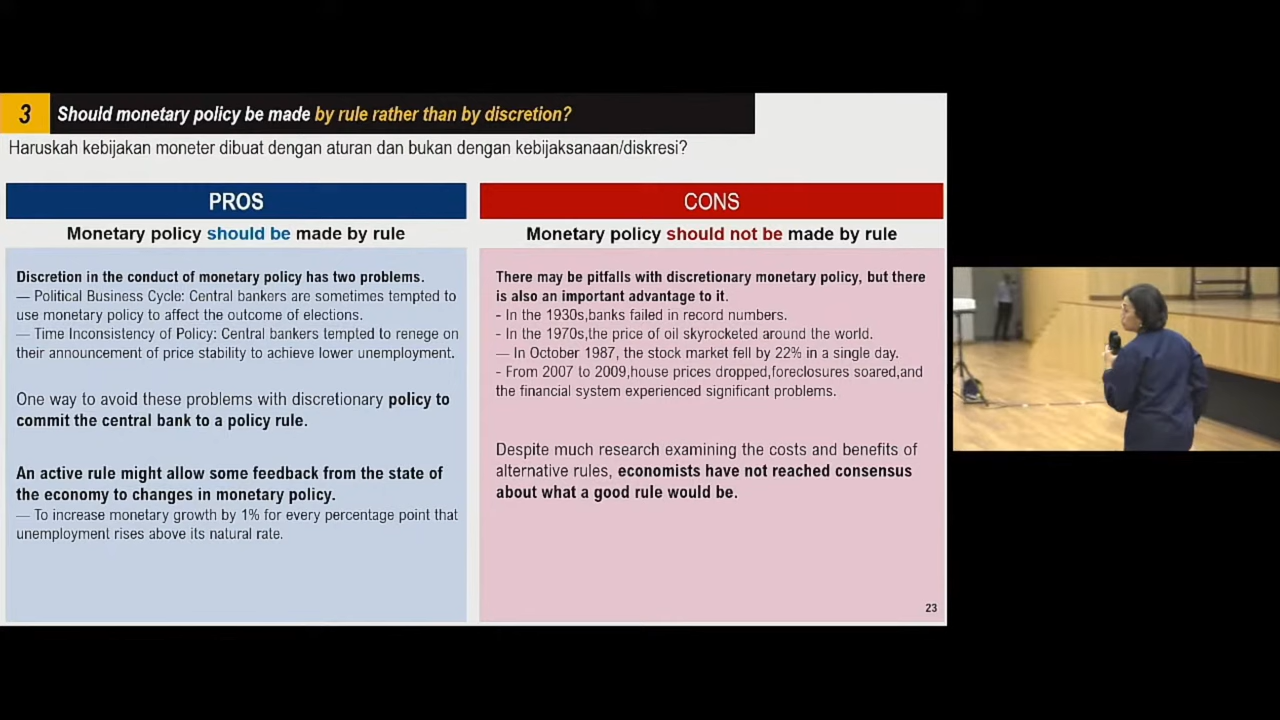 3
Should monetary policy be made by rule rather than by discretion?
Haruskah kebijakan moneter dibuat dengan aturan dan bukan dengan kebijaksanaan/diskresi?
PROS
Monetary policy should be made by rule
Discretion in the conduct of monetary policy has two problems.
— Political Business Cycle: Central bankers are sometimes tempted to
use monetary policy to affect the outcome of elections.
— Time Inconsistency of Policy: Central bankers tempted to renege on
their announcement of price stability to achieve lower unemployment.
One way to avoid these problems with discretionary policy to
commit the central bank to a policy rule.
An active rule might allow some feedback from the state of
the economy to changes in monetary policy.
— To increase monetary growth by 1% for every percentage point that
unemployment rises above its natural rate.
CONS
Monetary policy should not be made by rule
There may be pitfalls with discretionary monetary policy, but there
is also an important advantage to it.
- In the 1930s,banks failed in record numbers.
- In the 1970s,the price of oil skyrocketed around the world.
— In October 1987, the stock market fell by 22% in a single day.
- From 2007 to 2009,house prices dropped,foreclosures soared,and
the financial system experienced significant problems.
Despite much research examining the costs and benefits of
alternative rules, economists have not reached consensus
about what a good rule would be.
23